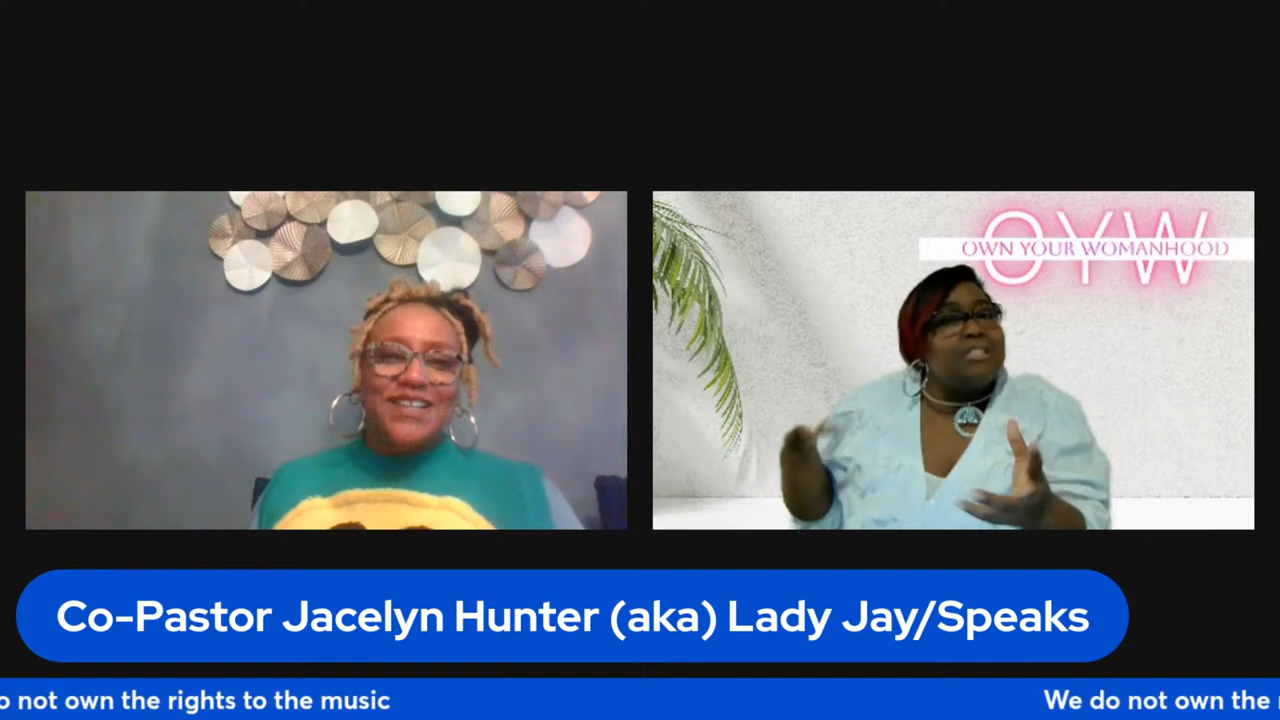 OYW
OWN YOUR WOMANHOOD
Co-Pastor Jacelyn Hunter (aka) Lady Jay/Speaks
o not own the rights to the music
We do not own the